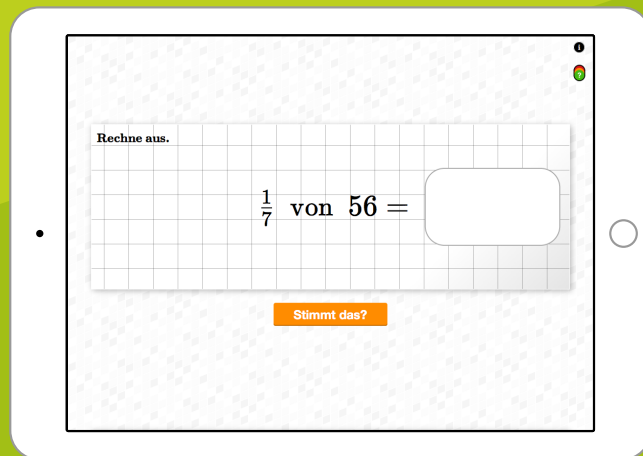 Rechne aus.
1/7 von 56 =
Stimmt das?